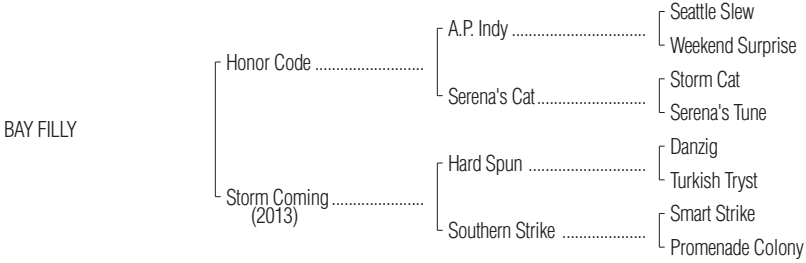 Seattle Slew
A.P. Indy ................................
Weekend Surprise
Honor Code ..........................
Storm Cat
Serena's Cat..........................
Serena's Tune
BAY FILLY
Danzig
Hard Spun ............................
Turkish Tryst
Storm Coming ......................
(2013)
Smart Strike
Southern Strike ....................
Promenade Colony